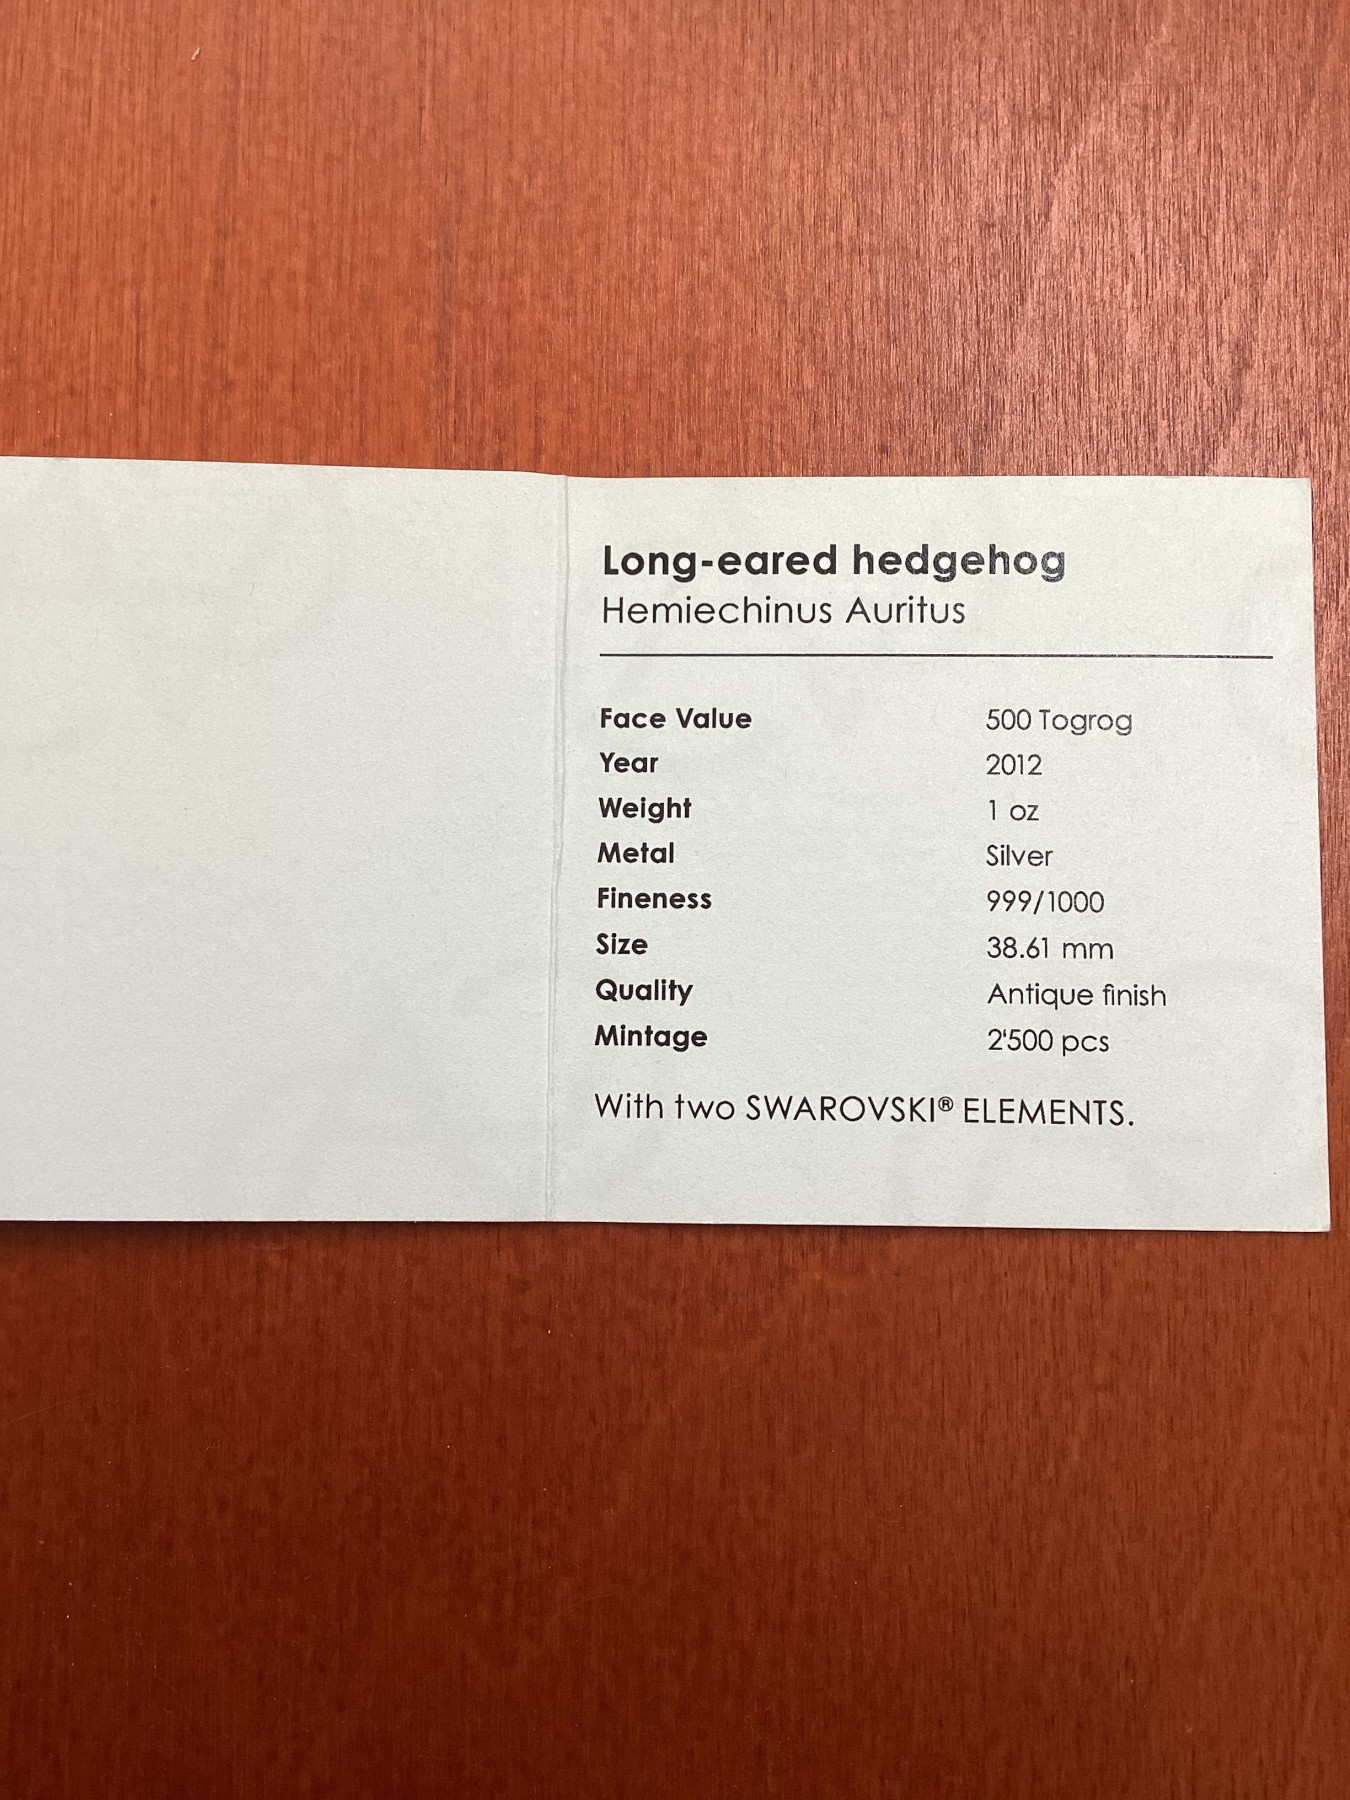 Long-eared hedgehog
Hemiechinus Auritus
Face Value 500 Togrog
Year 2012
Weight 1 oz
Metal Silver
Fineness 999/1000
Size 38.61 mm
Quality Antique finish
Mintage 2'500 pcs
With two SWAROVSKI® ELEMENTS.